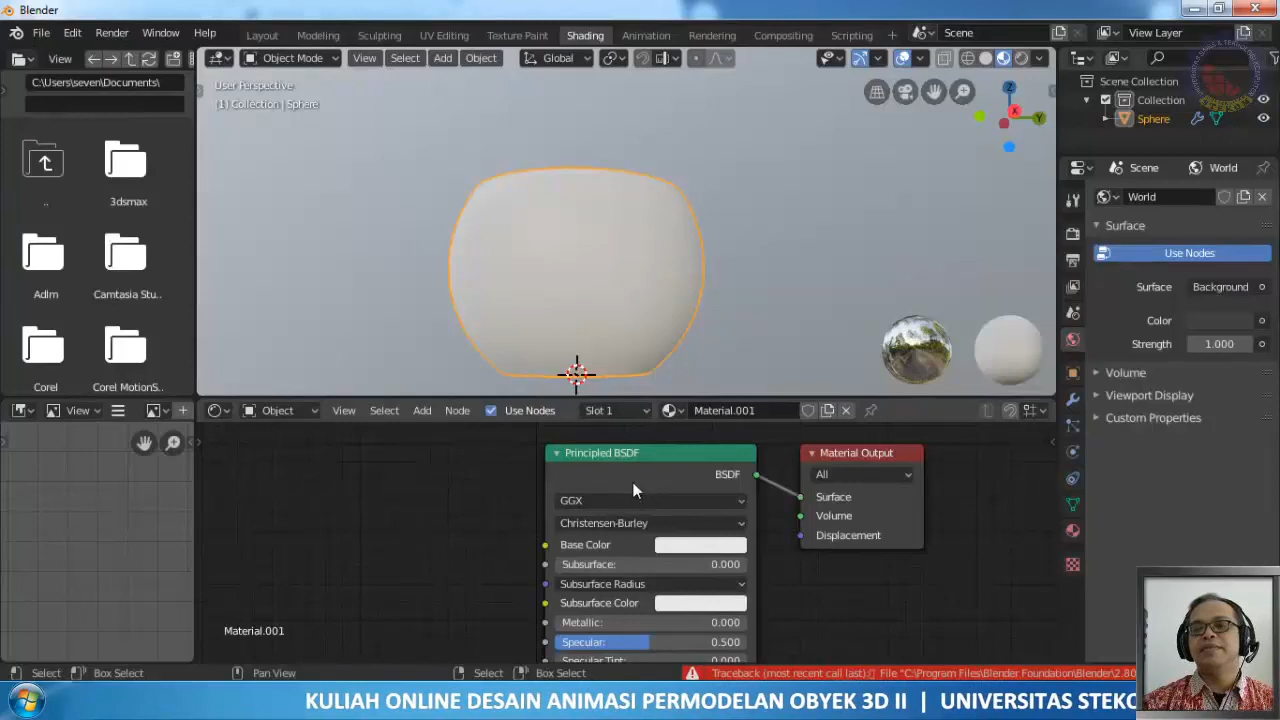 Blender
File Edit Render Window Help
Layout Modeling Sculpting UV Editing Texture Paint Shading Animation Rendering Compositing Scripting
Scene
View Layer
View
Object Mode
View Select Add Object
Global
C:\Users\seven\Documents\
User Perspective
(1) Collection | Sphere
X
Y
Z
Scene Collection
Collection
Sphere
..
3dsmax
Adlm
Camtasia Stu..
Corel
Corel MotionS..
Scene
World
World
Surface
Use Nodes
Surface
Background
Color
Strength
1.000
Volume
Viewport Display
Custom Properties
View
Object
View Select Add Node
Use Nodes
Slot 1
Material.001
Principled BSDF
BSDF
GGX
Christensen-Burley
Base Color
Subsurface: 0.000
Subsurface Radius
Subsurface Color
Metallic: 0.000
Specular: 0.500
Specular Tint: 0.000
Material Output
All
Surface
Volume
Displacement
Material.001
Select
Box Select
Pan View
Select
Box Select
Traceback (most recent call last): File "C:\Program Files\Blender Foundation\Blender\2.80
KULIAH ONLINE DESAIN ANIMASI PERMODELAN OBYEK 3D II | UNIVERSITAS STEKO